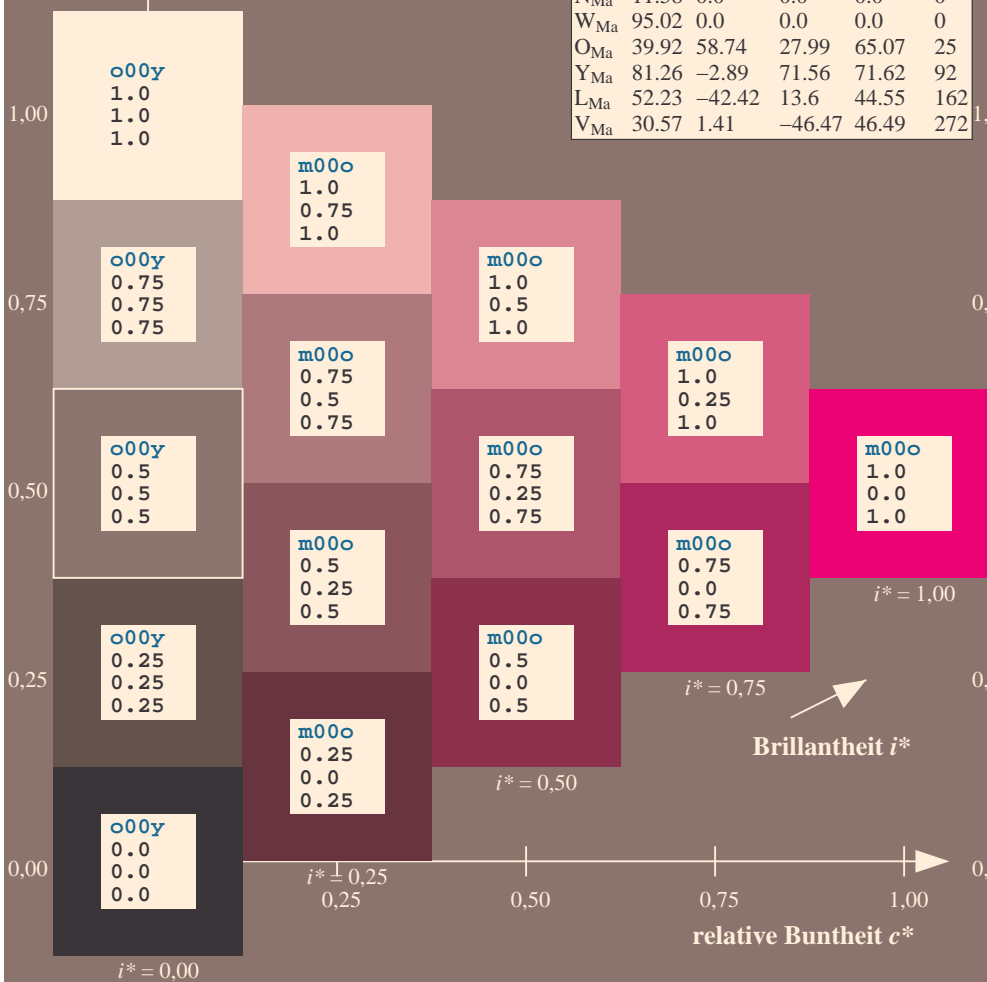 W_Ma 95.02 0.0 0.0 0.0 0
O_Ma 39.92 58.74 27.99 65.07 25
Y_Ma 81.26 −2.89 71.56 71.62 92
L_Ma 52.23 −42.42 13.6 44.55 162
V_Ma 30.57 1.41 −46.47 46.49 272
1,00
0,75
0,50
0,25
0,00
o00y
1.0
1.0
1.0
o00y
0.75
0.75
0.75
o00y
0.5
0.5
0.5
o00y
0.25
0.25
0.25
o00y
0.0
0.0
0.0
i* = 0,00
m00o
1.0
0.75
1.0
m00o
0.75
0.5
0.75
m00o
0.5
0.25
0.5
m00o
0.25
0.0
0.25
i* = 0,25
m00o
1.0
0.5
1.0
m00o
0.75
0.25
0.75
m00o
0.5
0.0
0.5
i* = 0,50
m00o
1.0
0.25
1.0
m00o
0.75
0.0
0.75
i* = 0,75
m00o
1.0
0.0
1.0
i* = 1,00
Brillantheit i*
0,25 0,50 0,75 1,00
relative Buntheit c*